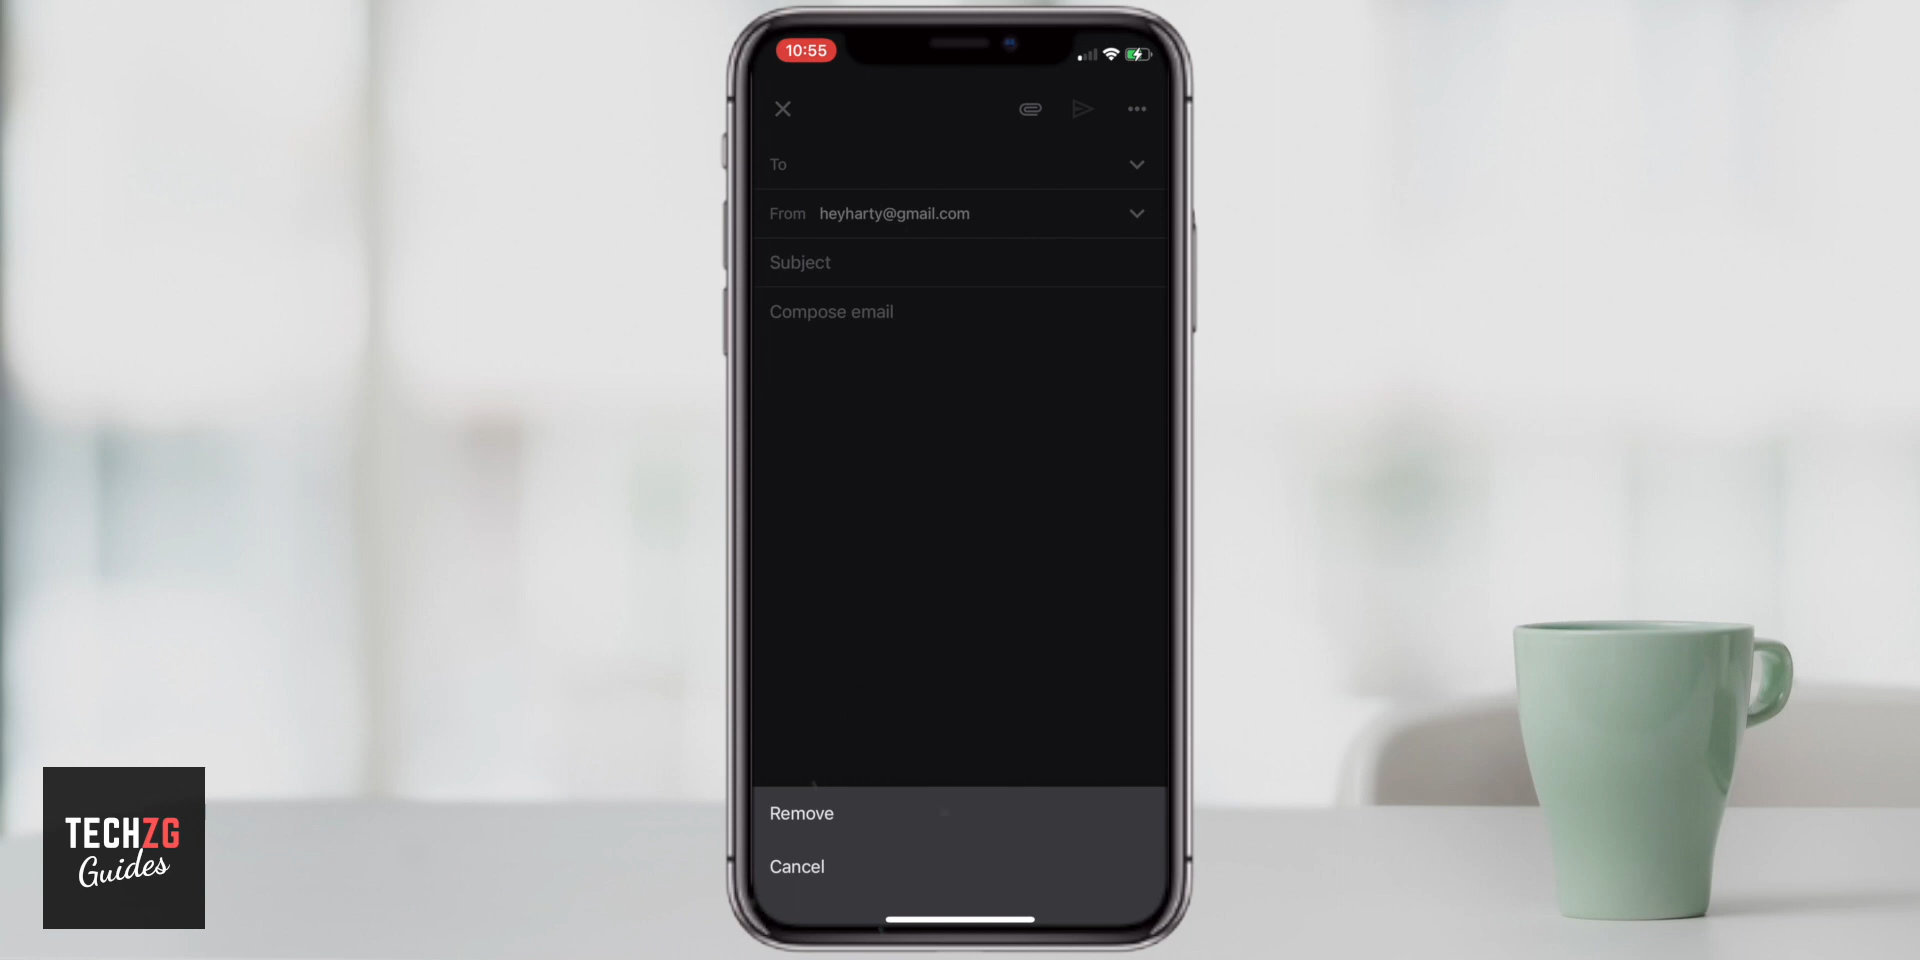 10:55
To
From heyharty@gmail.com
Subject
Compose email
Remove
Cancel
TECHZG
Guides